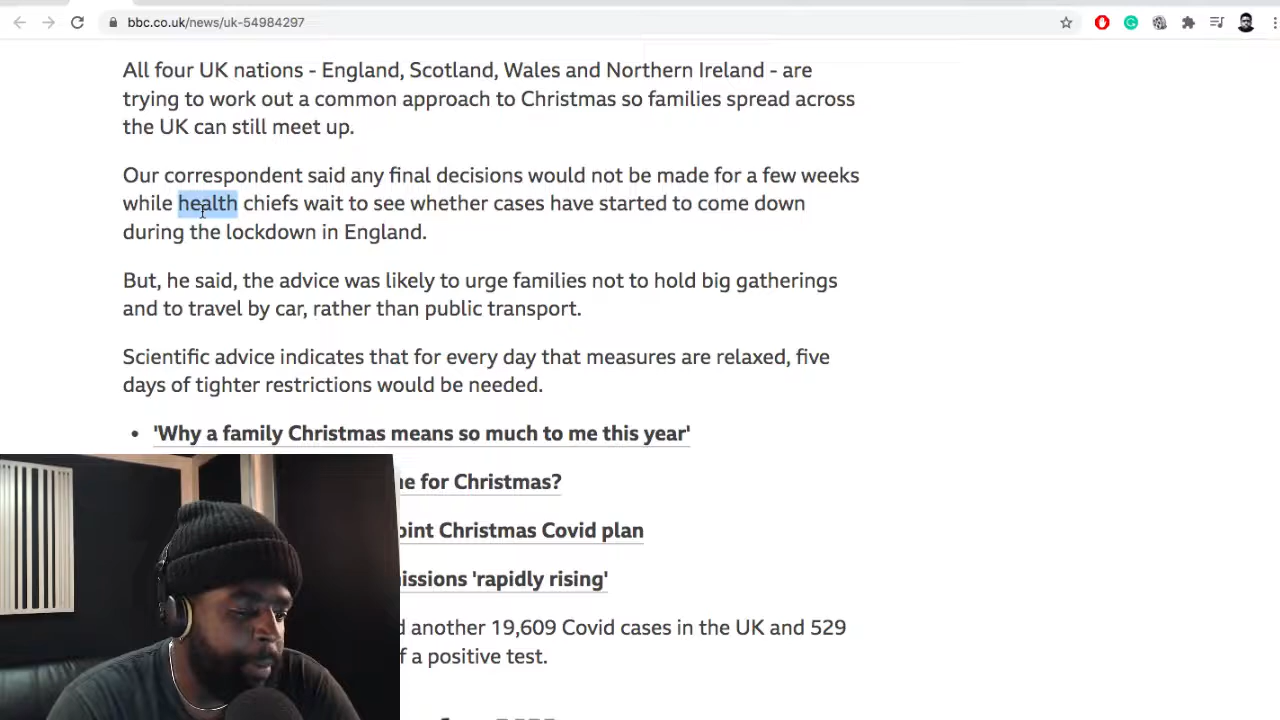 bbc.co.uk/news/uk-54984297
All four UK nations - England, Scotland, Wales and Northern Ireland - are
trying to work out a common approach to Christmas so families spread across
the UK can still meet up.
Our correspondent said any final decisions would not be made for a few weeks
while health chiefs wait to see whether cases have started to come down
during the lockdown in England.
But, he said, the advice was likely to urge families not to hold big gatherings
and to travel by car, rather than public transport.
Scientific advice indicates that for every day that measures are relaxed, five
days of tighter restrictions would be needed.
• 'Why a family Christmas means so much to me this year'
for Christmas?
Christmas Covid plan
'rapidly rising'
another 19,609 Covid cases in the UK and 529
a positive test.